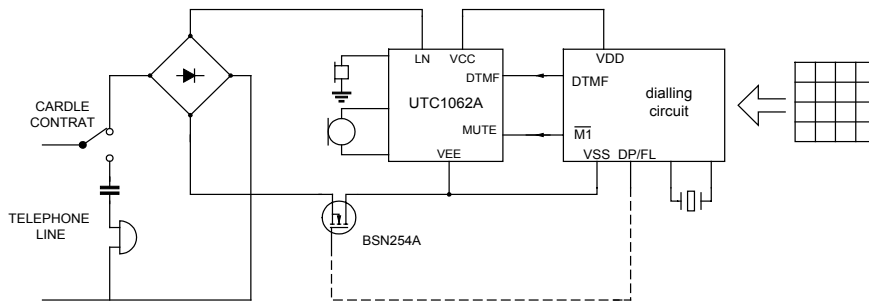 LN
VCC
VDD
DTMF
DTMF
UTC1062A
dialling
circuit
CARDLE
CONTRAT
MUTE
M1
VEE
VSS
DP/FL
TELEPHONE
LINE
BSN254A